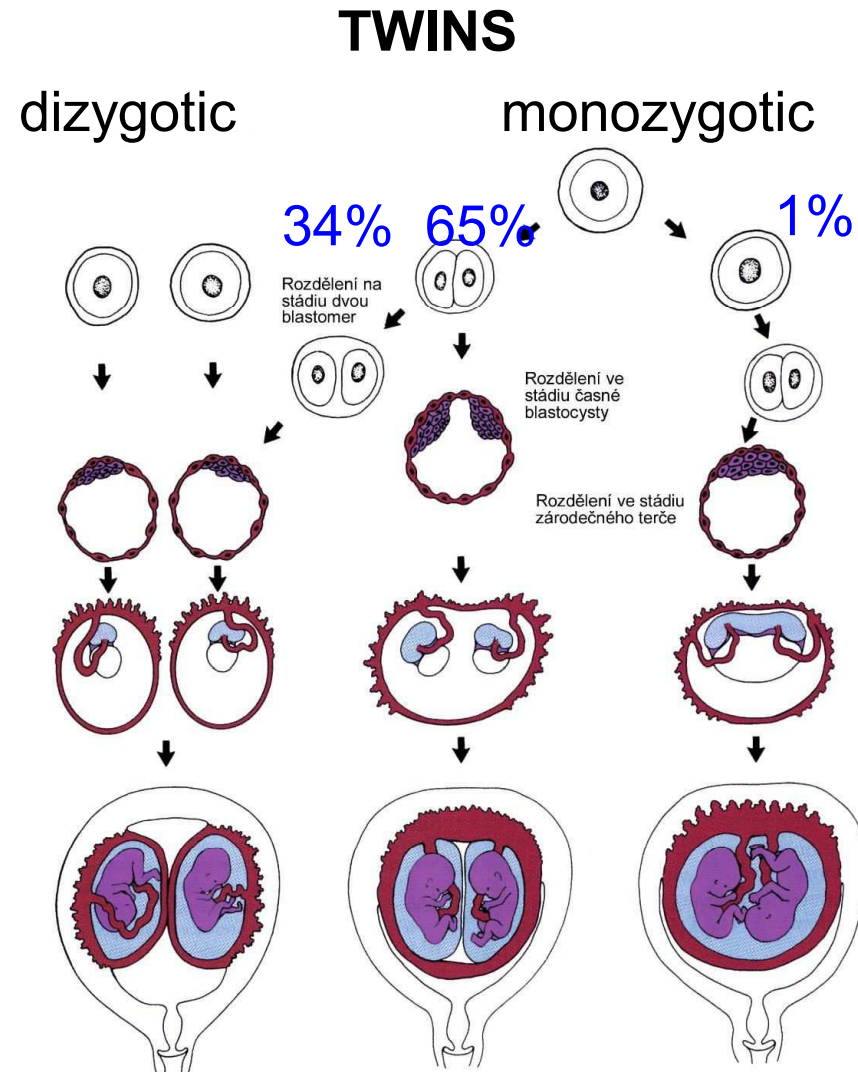 TWINS
dizygotic
monozygotic
34%
65%
1%
Rozdělení na
stádiu dvou
blastomer
Rozdělení ve
stádiu časné
blastocysty
Rozdělení ve stádiu
zárodečného terče